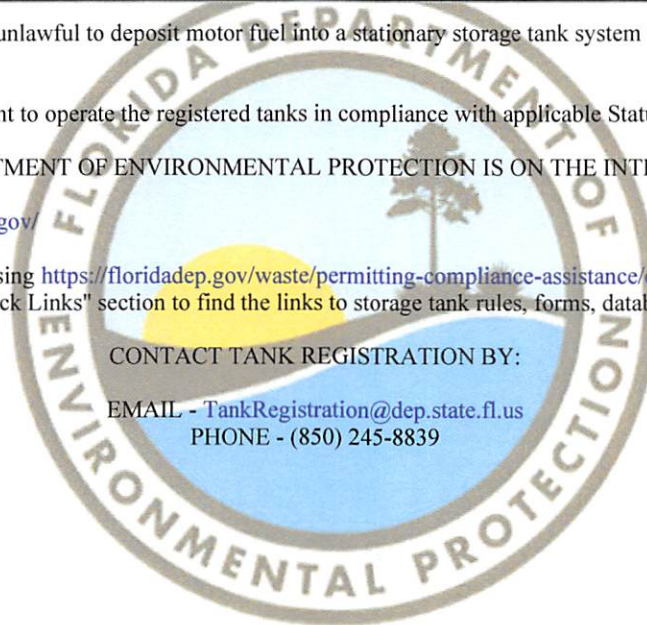 unlawful to deposit motor fuel into a stationary storage tank system
nt to operate the registered tanks in compliance with applicable Statu
TMENT OF ENVIRONMENTAL PROTECTION IS ON THE INTE
gov/
sing https://floridadep.gov/waste/permitting-compliance-assistance/
ck Links" section to find the links to storage tank rules, forms, datab
CONTACT TANK REGISTRATION BY:
EMAIL - TankRegistration@dep.state.fl.us
PHONE - (850) 245-8839
FLORIDA DEPARTMENT OF
ENVIRONMENTAL PROTECTION